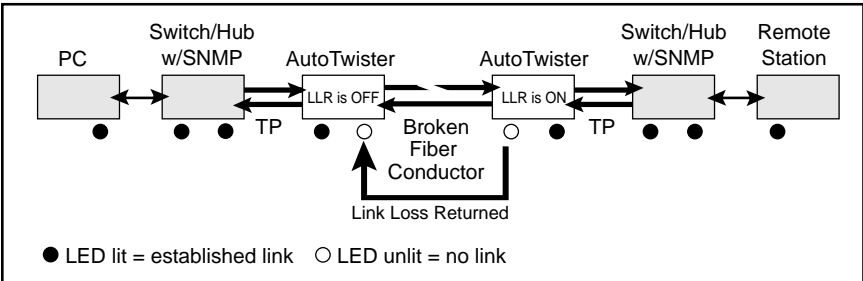 PC
Switch/Hub
w/SNMP
AutoTwister
AutoTwister
Switch/Hub
w/SNMP
Remote
Station
LLR is OFF
LLR is ON
TP
Broken
Fiber
Conductor
TP
Link Loss Returned
LED lit = established link
LED unlit = no link